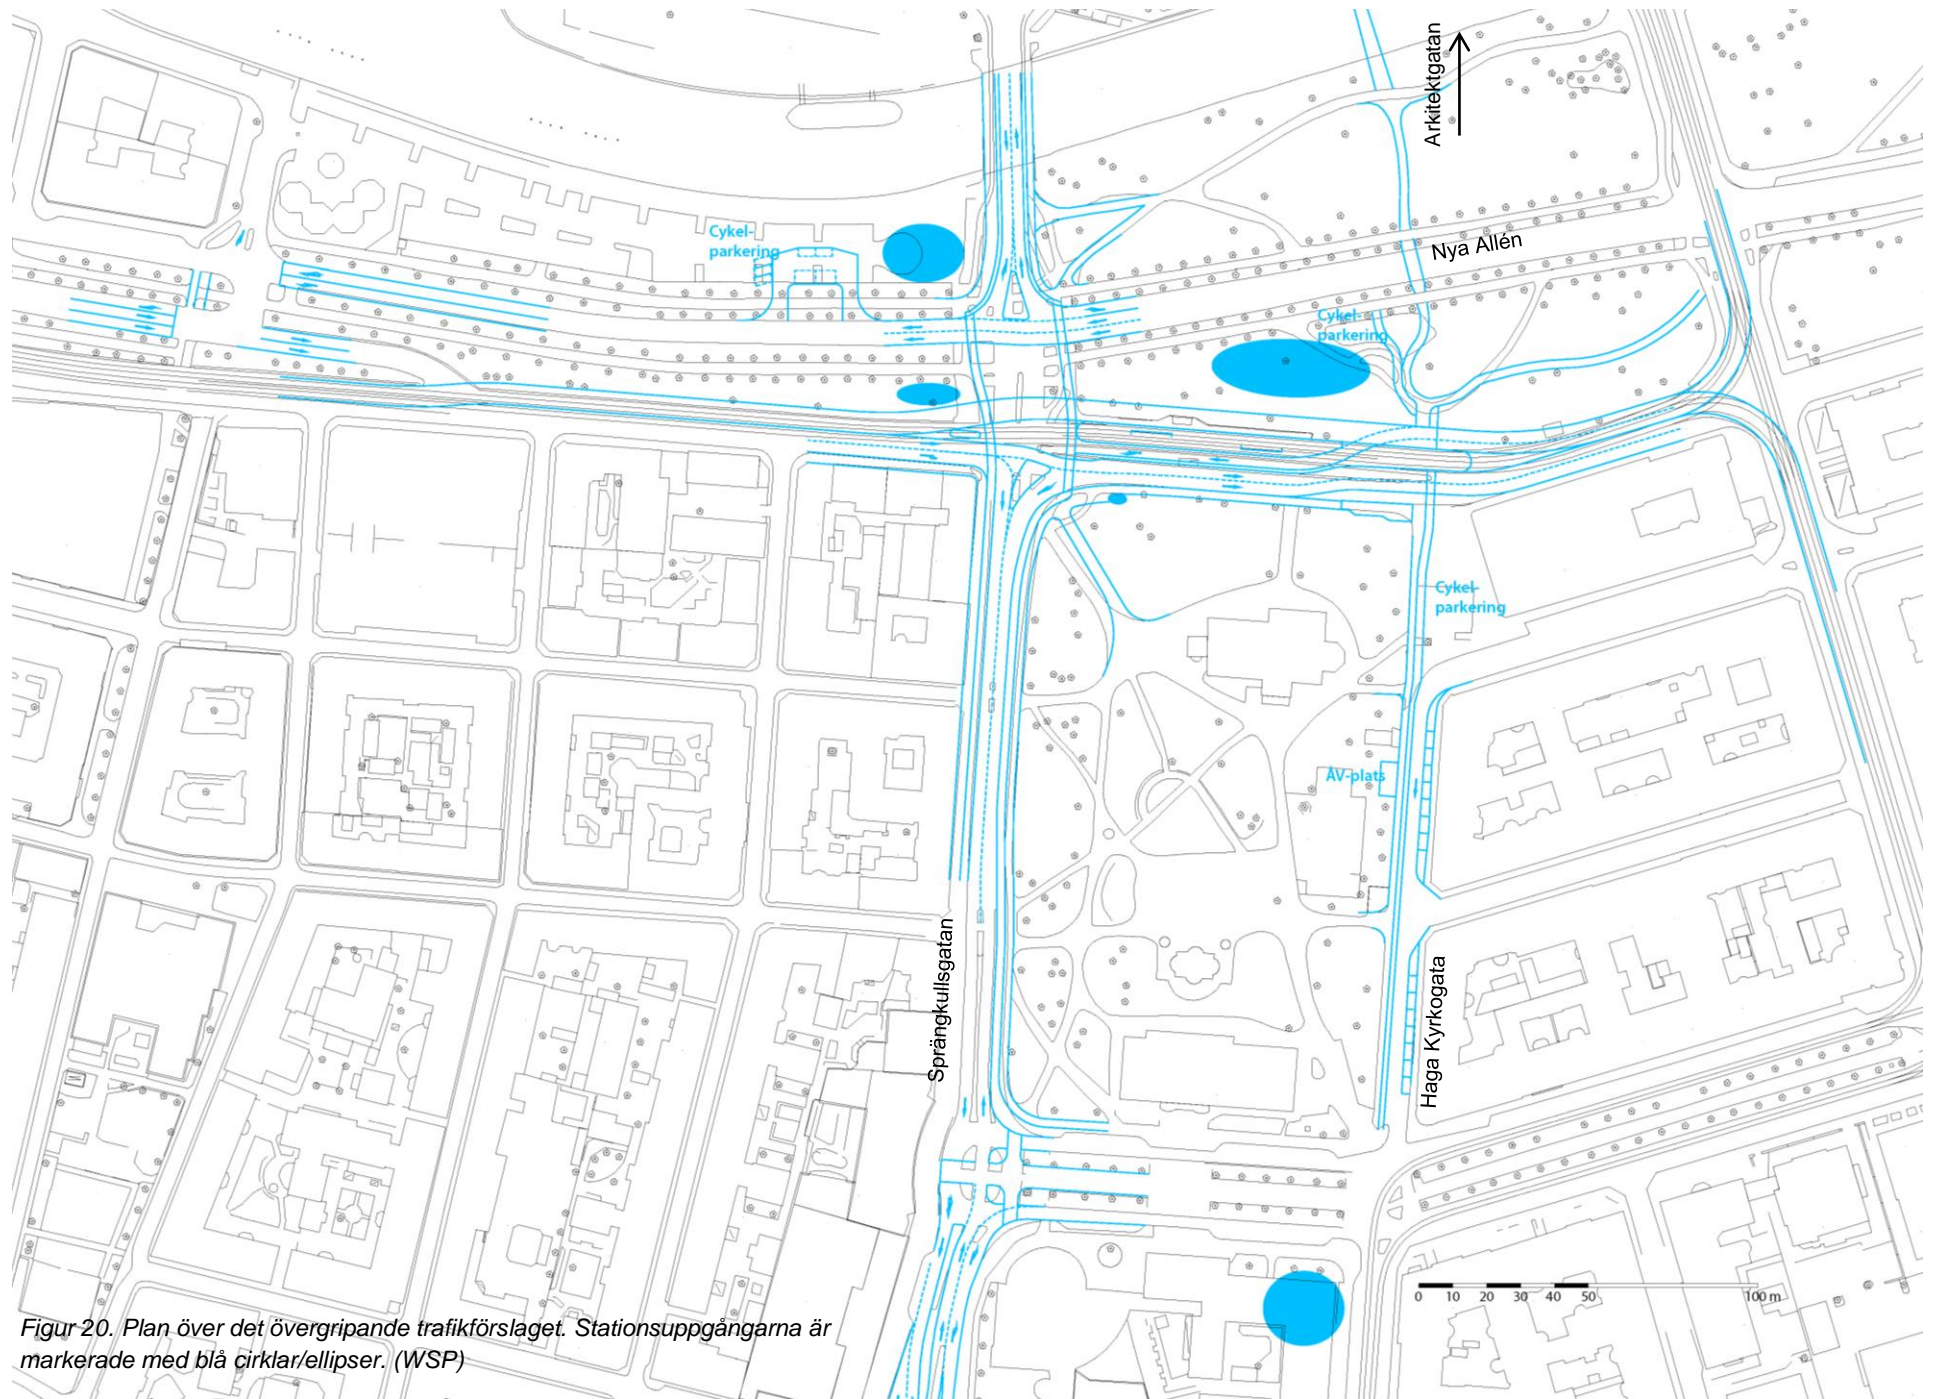 Arkitektgatan
Cykel-
parkering
Nya Allén
Cykel-
parkering
Cykel-
parkering
ÅV-plats
Sprängkullsgatan
Haga Kyrkogata
0 10 20 30 40 50 100 m
Figur 20. Plan över det övergripande trafikförslaget. Stationsuppgångarna är
markerade med blå cirklar/ellipser. (WSP)